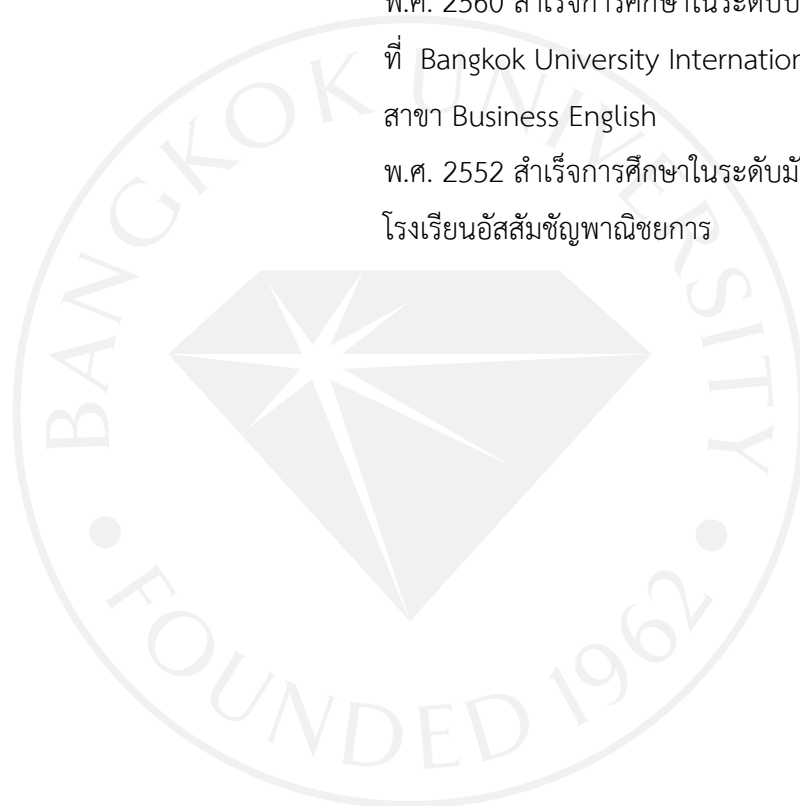 พ.ศ. 2560 สำเร็จการศึกษาในระดับป
ที่ Bangkok University Internation
สาขา Business English
พ.ศ. 2552 สำเร็จการศึกษาในระดับมั
โรงเรียนอัสสัมชัญพาณิชยการ
BANGKOK UNIVERSITY
FOUNDED 1962